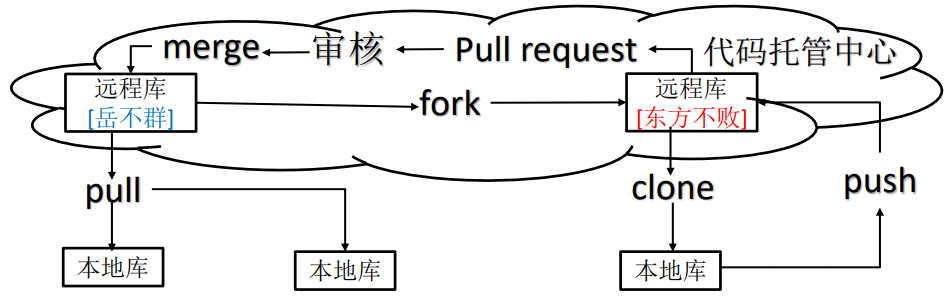 merge
审核
Pull request
代码托管中心
远程库
[岳不群]
fork
远程库
[东方不败]
pull
clone
push
本地库
本地库
本地库